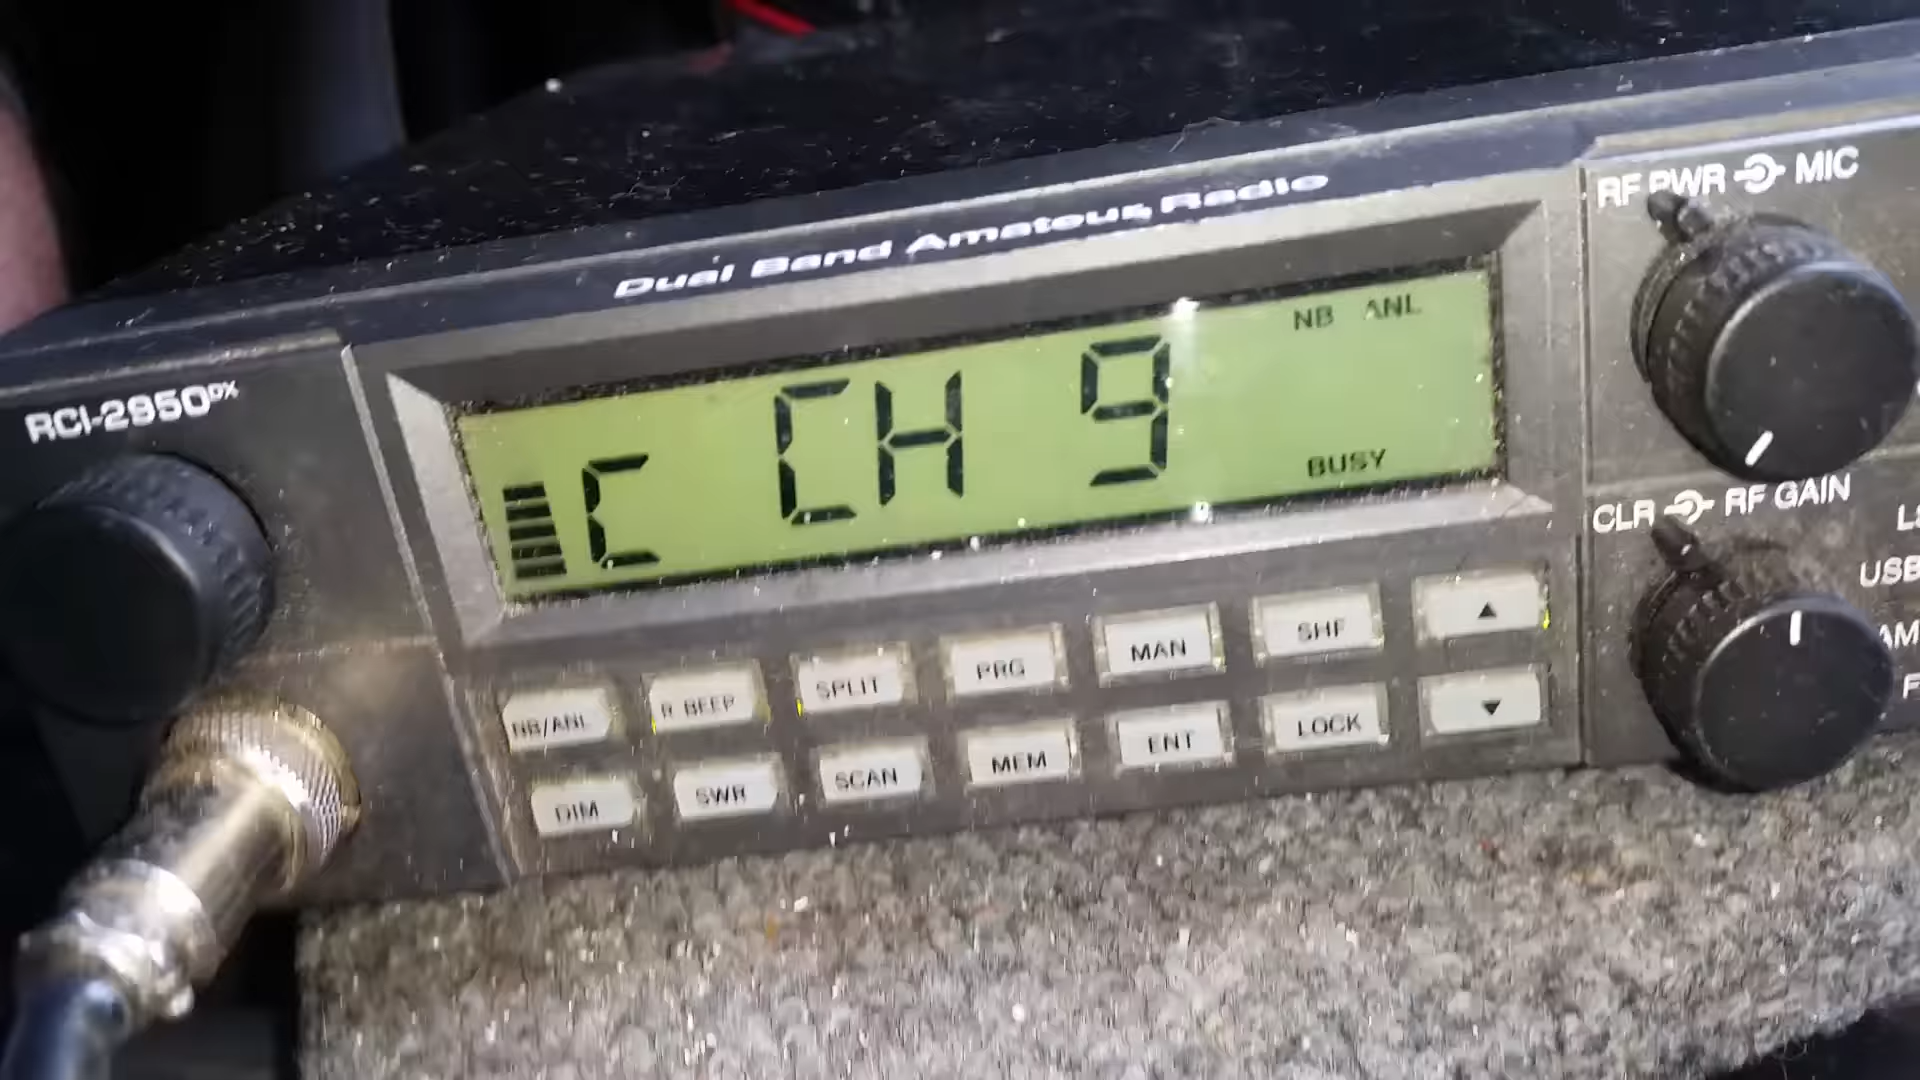 Dual Band Amateur Radio
RF PWR MIC
RCI-2950DX
NB ANL
C CH 9
BUSY
CLR RF GAIN
USB
AM
NB/ANL R BEEP SPLIT PRG MAN SHF ▲
DIM SWR SCAN MEM ENT LOCK ▼